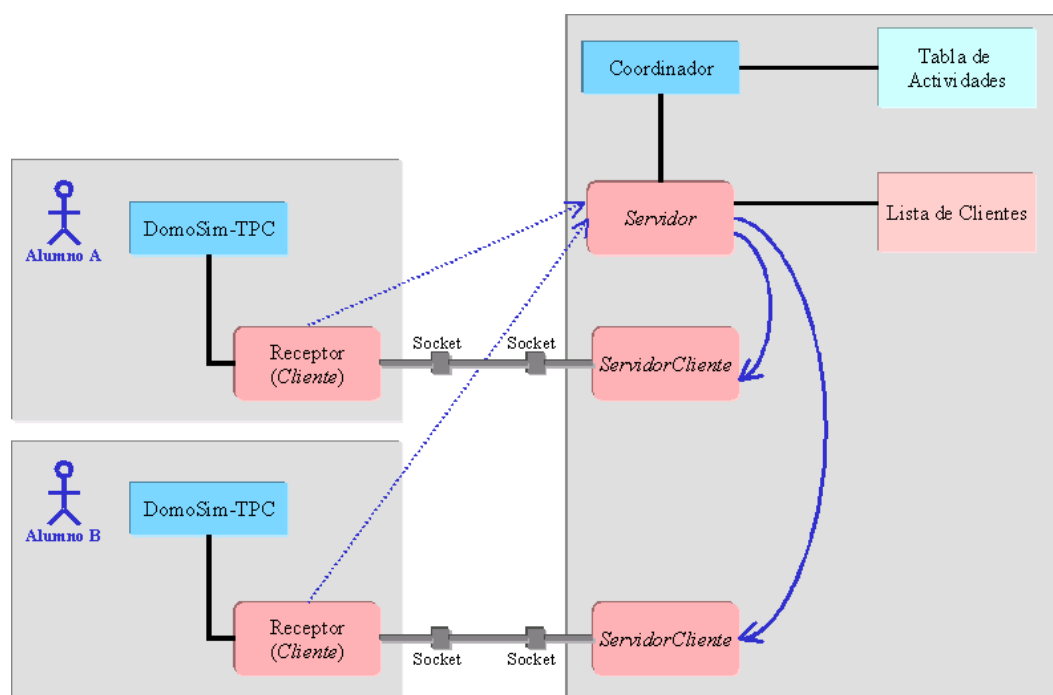 Coordinador
Tabla de
Actividades
Alumno A
DomoSim-TPC
Servidor
Lista de Clientes
Receptor
(Cliente)
Socket
Socket
ServidorCliente
Alumno B
DomoSim-TPC
Receptor
(Cliente)
Socket
Socket
ServidorCliente